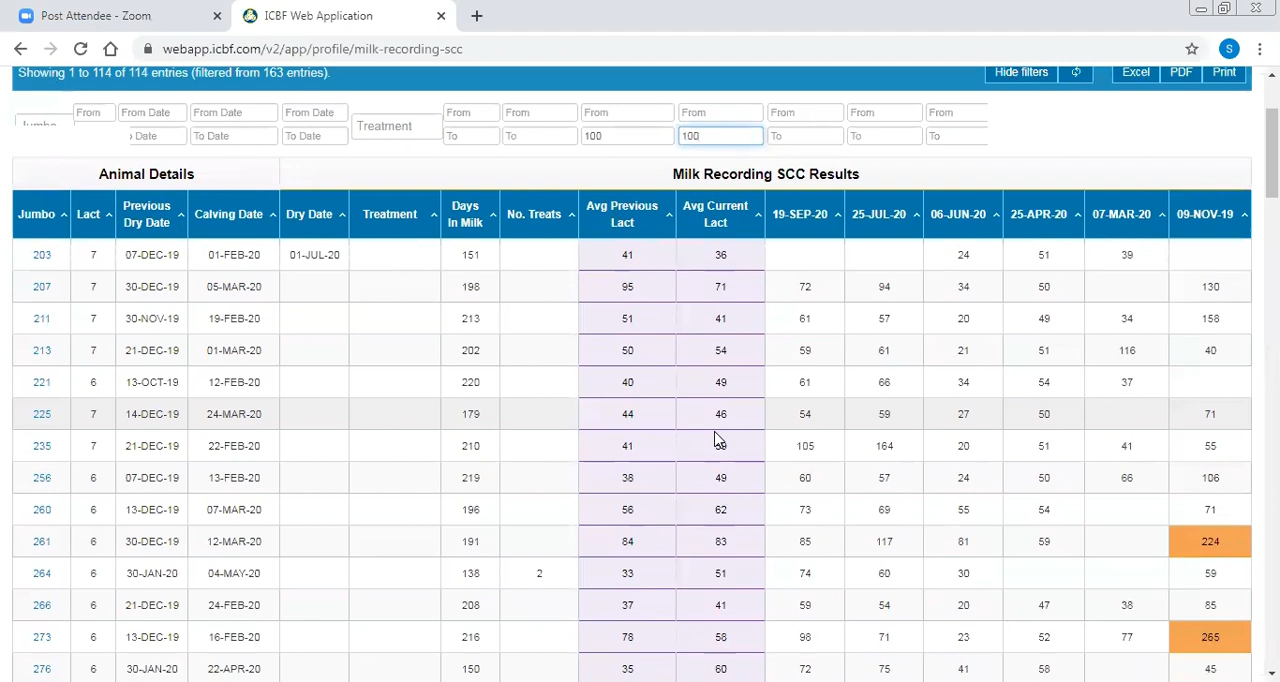 Post Attendee - Zoom
ICBF Web Application
webapp.icbf.com/v2/app/profile/milk-recording-scc
S
Showing 1 to 114 of 114 entries (filtered from 163 entries).
Hide filters Excel PDF Print
Jumbo From From Date From Date From Date Treatment From From From From From From From
Date To Date To Date To To 100 100 To To To
Animal Details Milk Recording SCC Results
Jumbo Lact Previous Dry Date Calving Date Dry Date Treatment Days In Milk No. Treats Avg Previous Lact Avg Current Lact 19-SEP-20 25-JUL-20 06-JUN-20 25-APR-20 07-MAR-20 09-NOV-19
203 7 07-DEC-19 01-FEB-20 01-JUL-20 151 41 36 24 51 39
207 7 30-DEC-19 05-MAR-20 198 95 71 72 94 34 50 130
211 7 30-NOV-19 19-FEB-20 213 51 41 61 57 20 49 34 158
213 7 21-DEC-19 01-MAR-20 202 50 54 59 61 21 51 116 40
221 6 13-OCT-19 12-FEB-20 220 40 49 61 66 34 54 37
225 7 14-DEC-19 24-MAR-20 179 44 46 54 59 27 50 71
235 7 21-DEC-19 22-FEB-20 210 41 105 164 20 51 41 55
256 6 07-DEC-19 13-FEB-20 219 38 49 60 57 24 50 66 106
260 6 13-DEC-19 07-MAR-20 196 56 62 73 69 55 54 71
261 6 30-DEC-19 12-MAR-20 191 84 83 85 117 81 59 224
264 6 30-JAN-20 04-MAY-20 138 2 33 51 74 60 30 59
266 6 21-DEC-19 24-FEB-20 208 37 41 59 54 20 47 38 85
273 6 13-DEC-19 16-FEB-20 216 78 58 98 71 23 52 77 265
276 6 30-JAN-20 22-APR-20 150 35 60 72 75 41 58 45